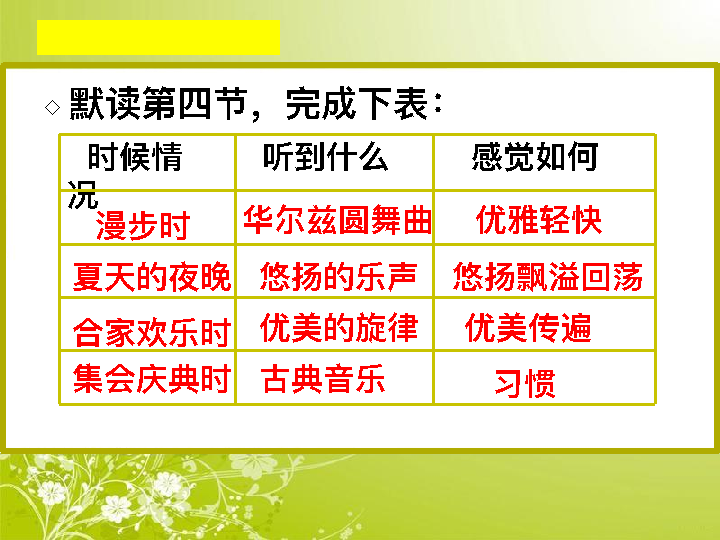 默读第四节，完成下表：
时候情况 听到什么 感觉如何
漫步时 华尔兹圆舞曲 优雅轻快
夏天的夜晚 悠扬的乐声 悠扬飘溢回荡
合家欢乐时 优美的旋律 优美传遍
集会庆典时 古典音乐 习惯